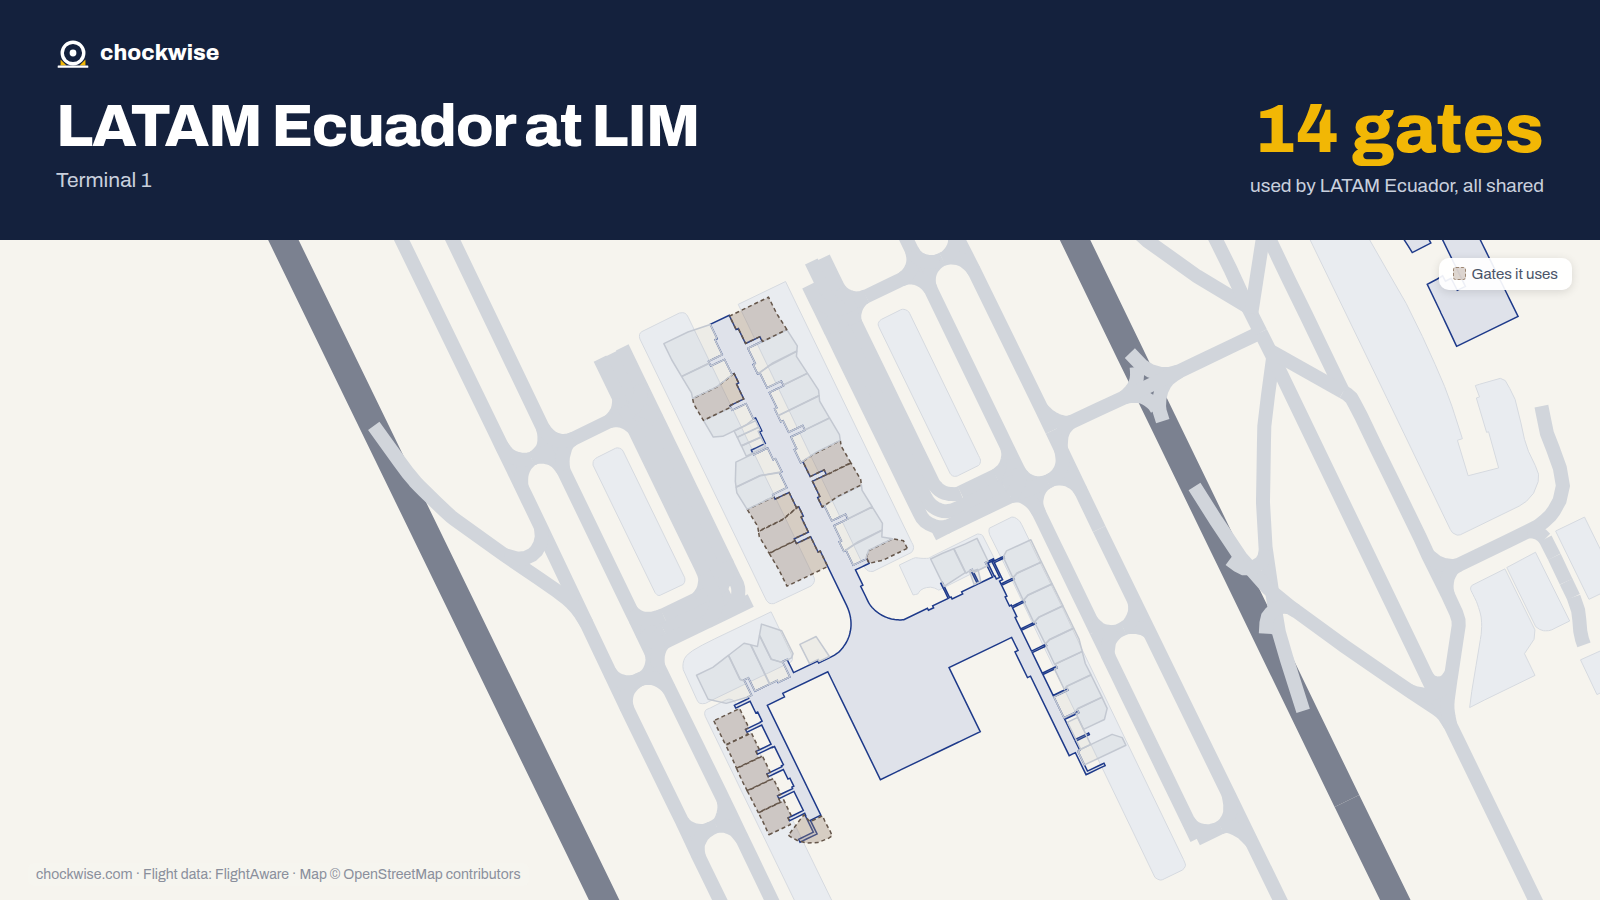 chockwise
LATAM Ecuador at LIM
Terminal 1
14 gates
used by LATAM Ecuador, all shared
Gates it uses
chockwise.com · Flight data: FlightAware · Map © OpenStreetMap contributors